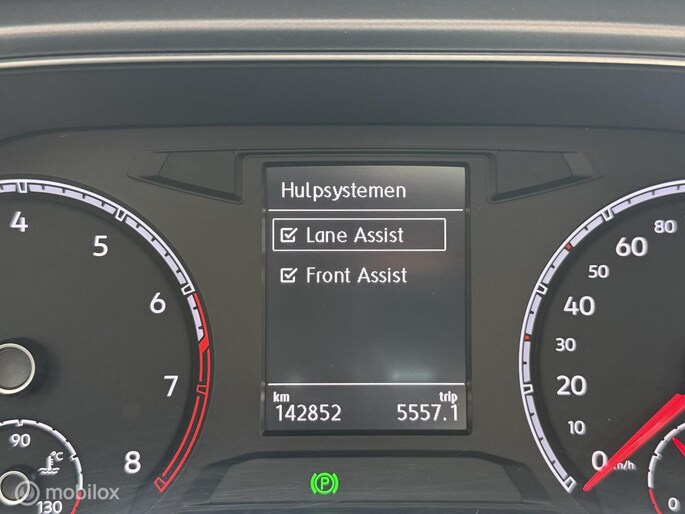 Hulpsystemen
Lane Assist
Front Assist
km trip
142852 5557.1
4
5
6
7
8
90
°C
130
80
60
50
40
30
20
10
0
0
P
mobilox